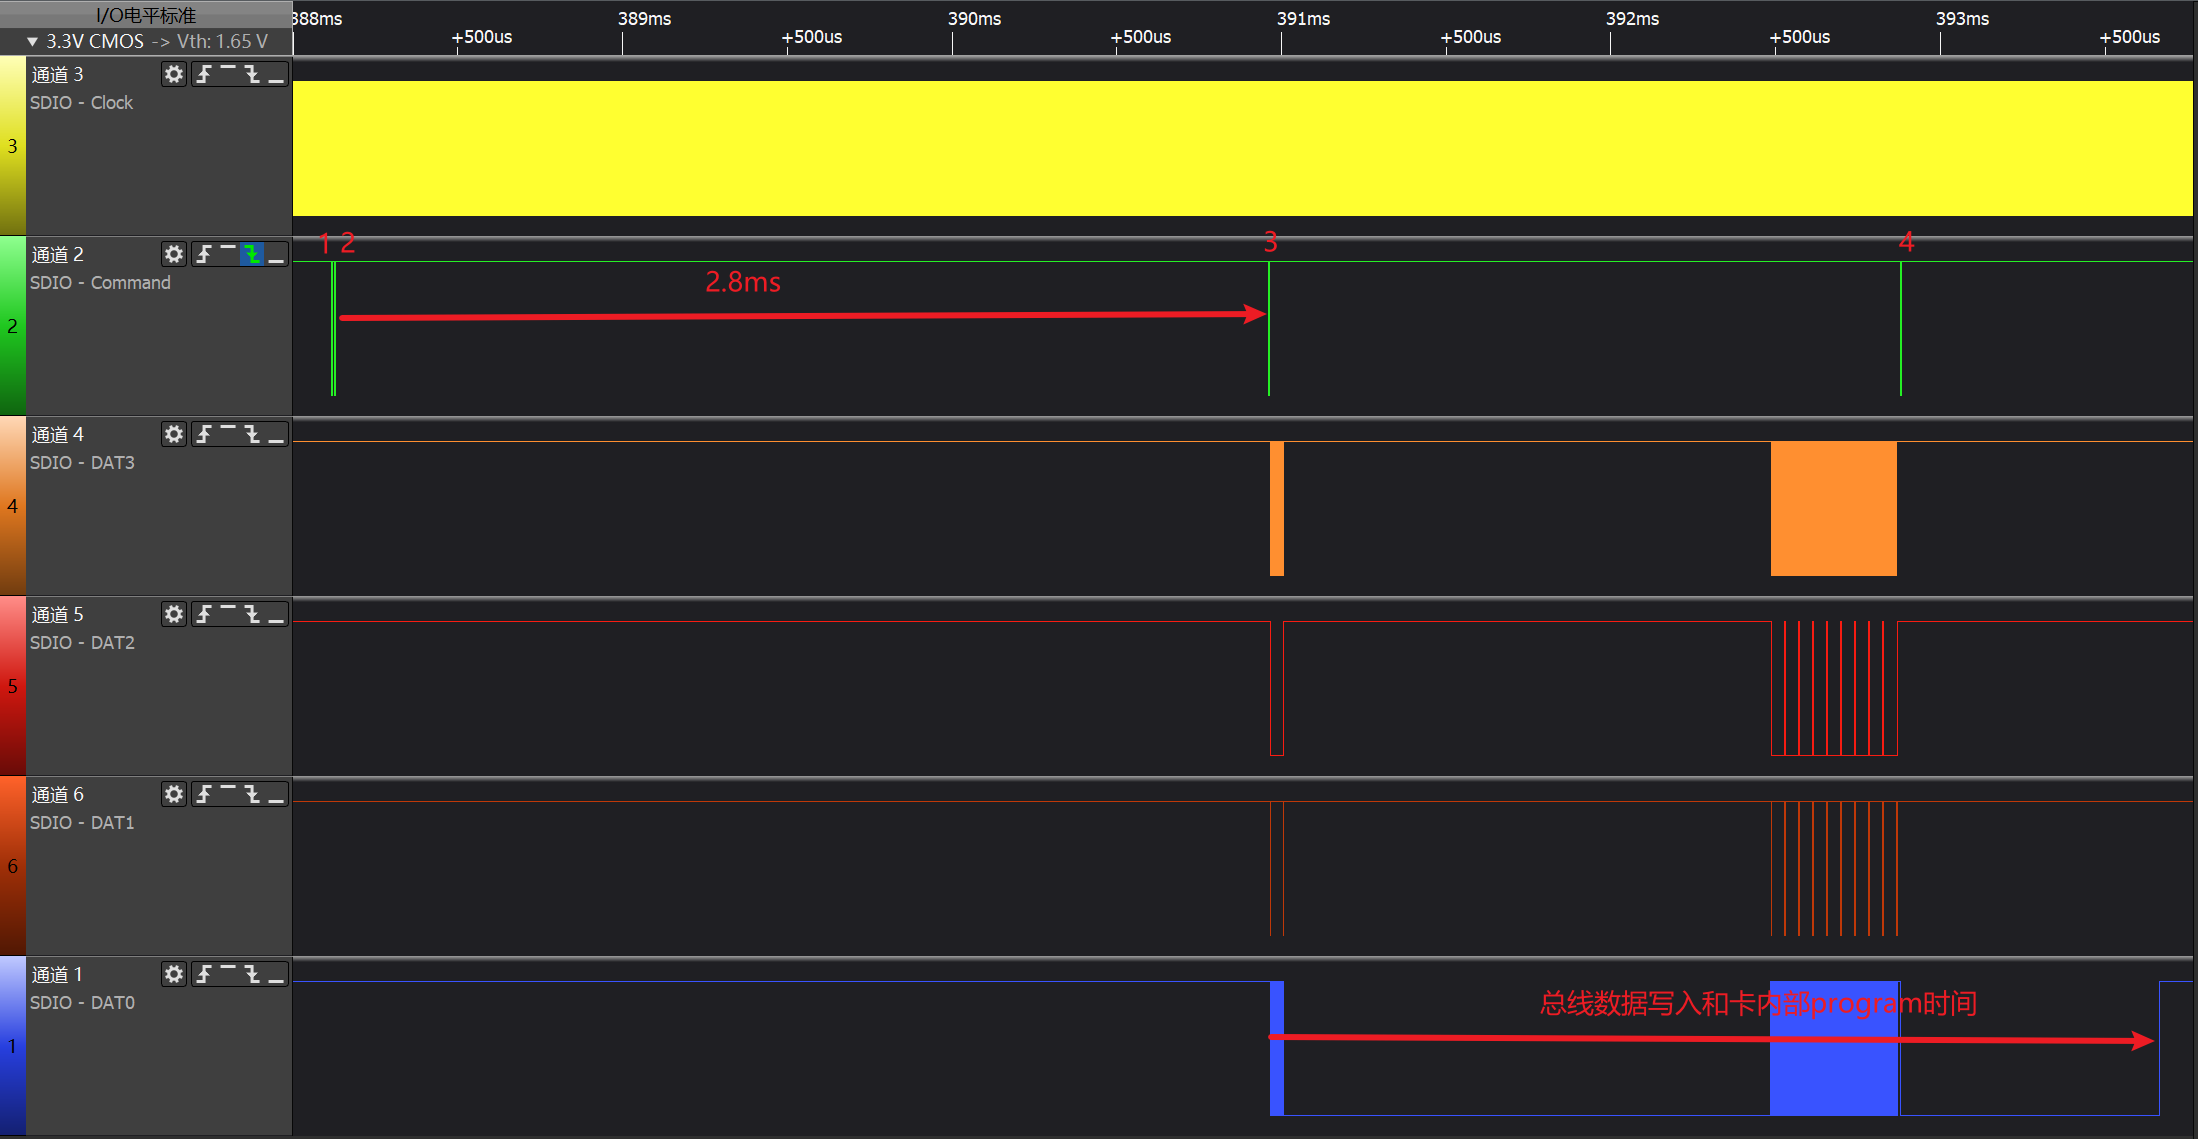 I/O电平标准
388ms 389ms 390ms 391ms 392ms 393ms
▼ 3.3V CMOS -> Vth: 1.65 V
+500us +500us +500us +500us +500us +500us
通道 3
SDIO - Clock
3
通道 2
1 2 3 4
SDIO - Command
2.8ms
2
通道 4
SDIO - DAT3
4
通道 5
SDIO - DAT2
5
通道 6
SDIO - DAT1
6
通道 1
SDIO - DAT0
总线数据写入和卡内部program时间
1